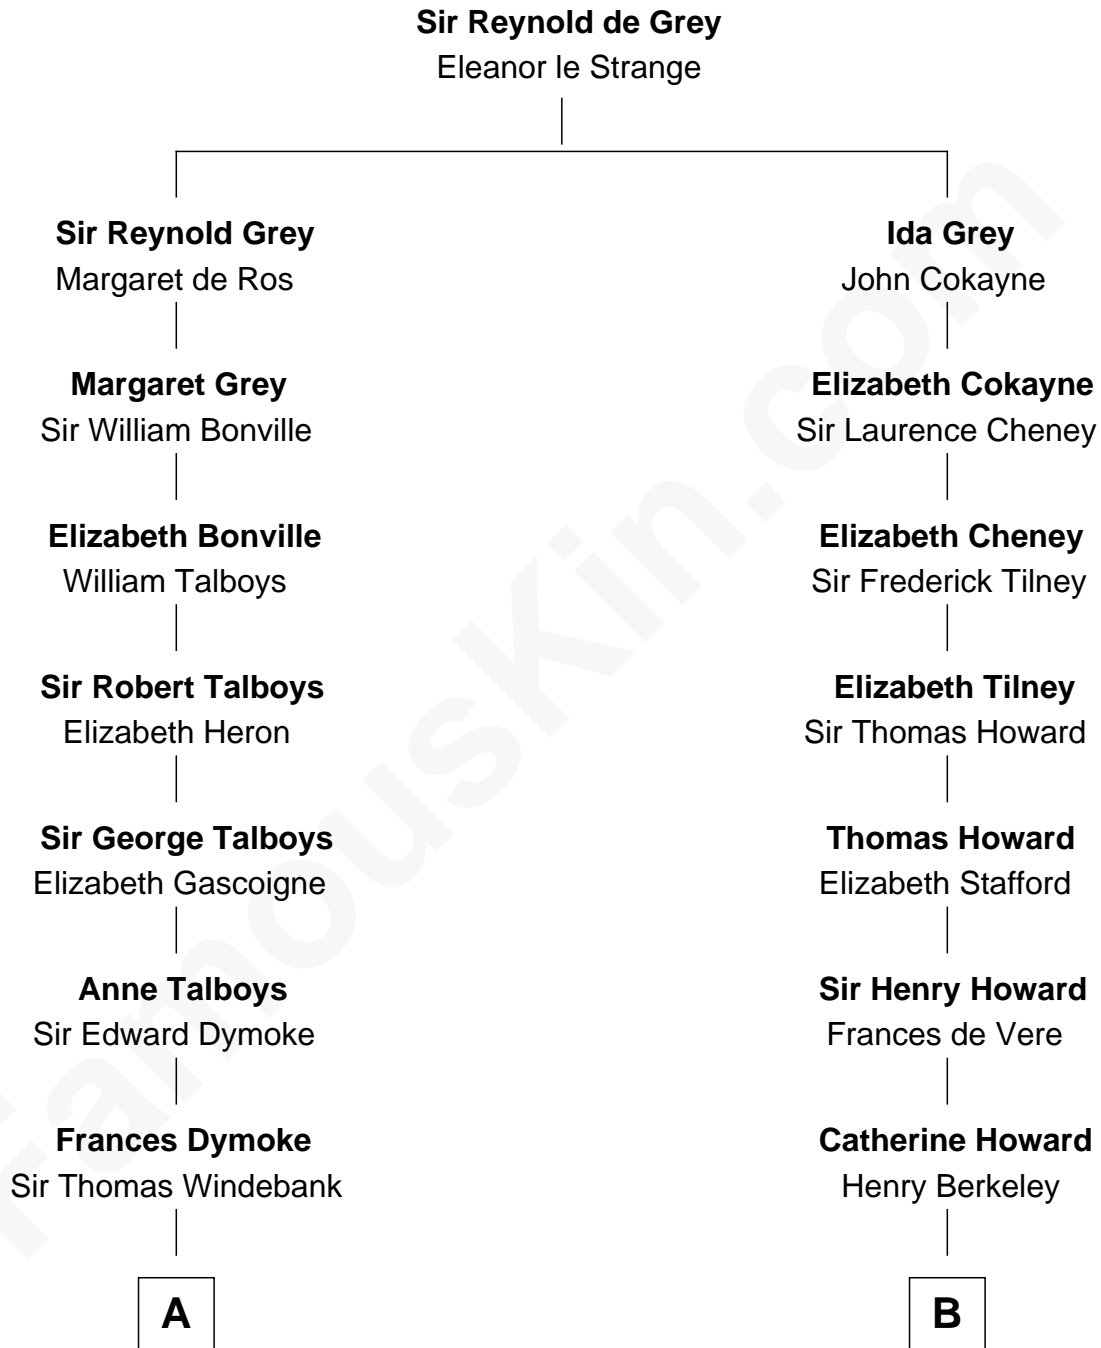 Sir Reynold de Grey
Eleanor le Strange
Sir Reynold Grey
Margaret de Ros
Ida Grey
John Cokayne
Margaret Grey
Sir William Bonville
Elizabeth Cokayne
Sir Laurence Cheney
Elizabeth Bonville
William Talboys
Elizabeth Cheney
Sir Frederick Tilney
Sir Robert Talboys
Elizabeth Heron
Elizabeth Tilney
Sir Thomas Howard
Sir George Talboys
Elizabeth Gascoigne
Thomas Howard
Elizabeth Stafford
Anne Talboys
Sir Edward Dymoke
Sir Henry Howard
Frances de Vere
Frances Dymoke
Sir Thomas Windebank
Catherine Howard
Henry Berkeley
A
B
FamousKin.com